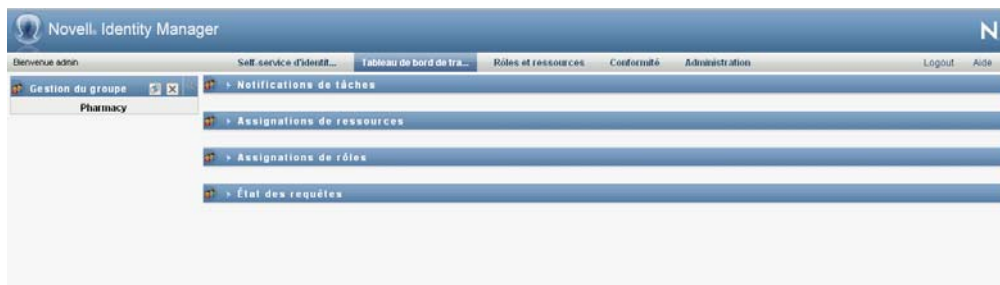 Novell® Identity Manager
N
Bienvenue admin
Self-service d'identit... Tableau de bord de tra... Rôles et ressources Conformité Administration Logout Aide
Gestion du groupe
Pharmacy
Notifications de tâches
Assignations de ressources
Assignations de rôles
État des requêtes